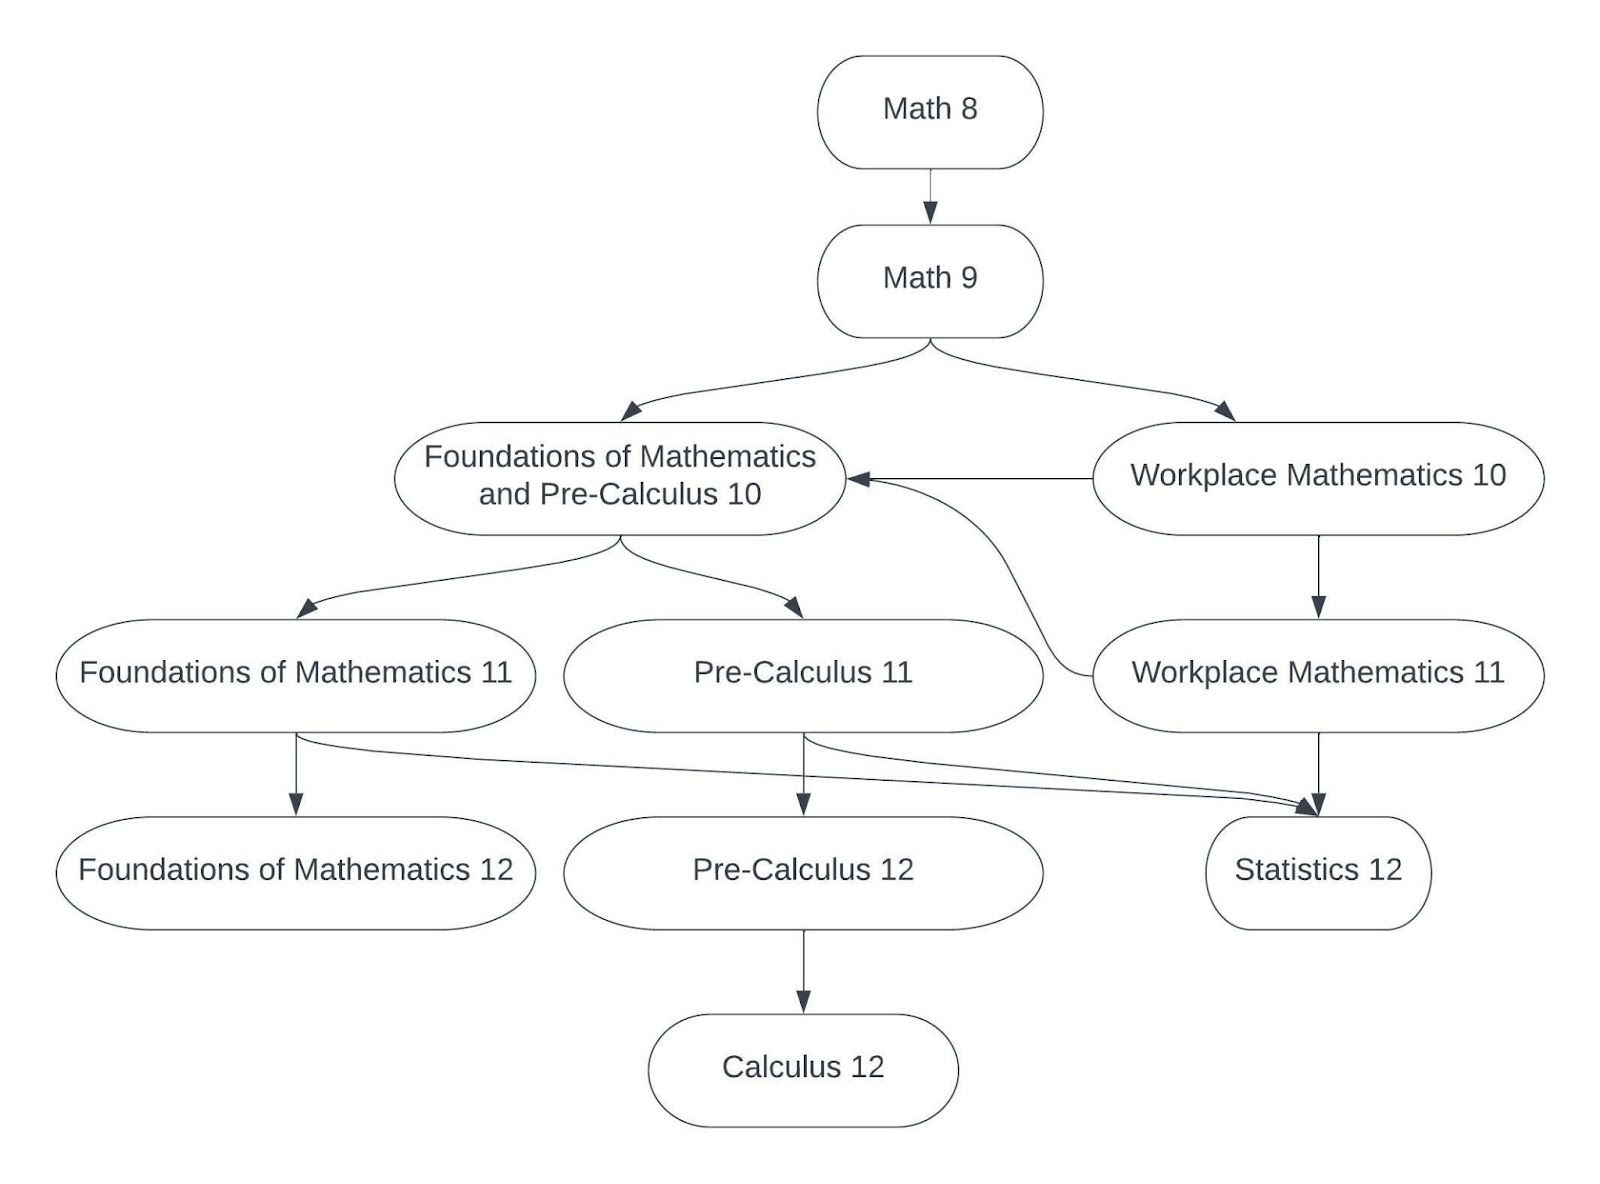 Math 8
Math 9
Foundations of Mathematics
and Pre-Calculus 10
Workplace Mathematics 10
Foundations of Mathematics 11
Pre-Calculus 11
Workplace Mathematics 11
Foundations of Mathematics 12
Pre-Calculus 12
Statistics 12
Calculus 12